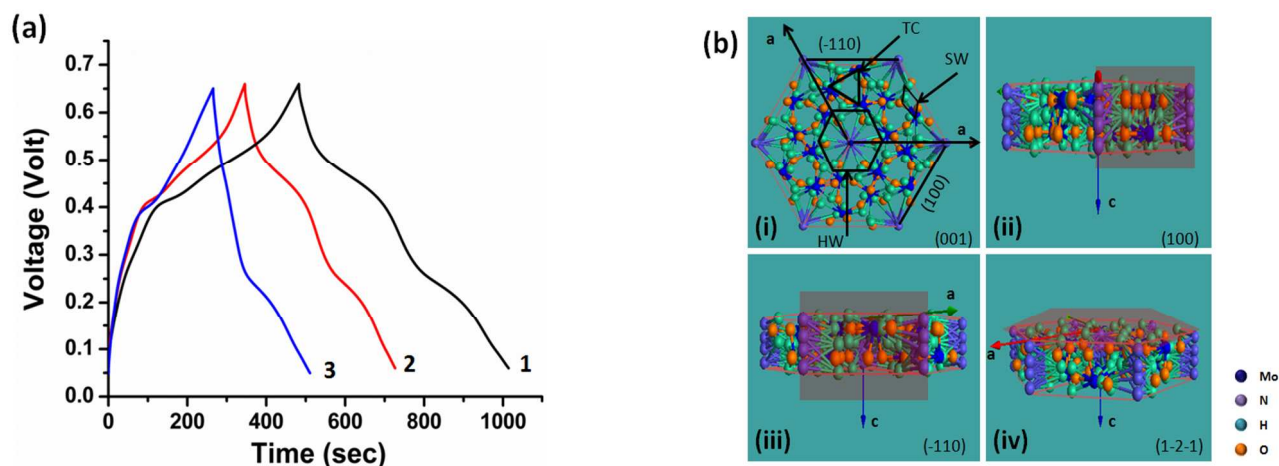 (a)
Voltage (Volt)
0.7
0.6
0.5
0.4
0.3
0.2
0.1
0.0
0 200 400 600 800 1000
Time (sec)
3 2 1
(b)
a
(-110)
TC
SW
a
(100)
HW
(i)
(001)
c
(ii)
(100)
a
c
(iii)
(-110)
a
c
(iv)
(1-2-1)
Mo
N
H
O